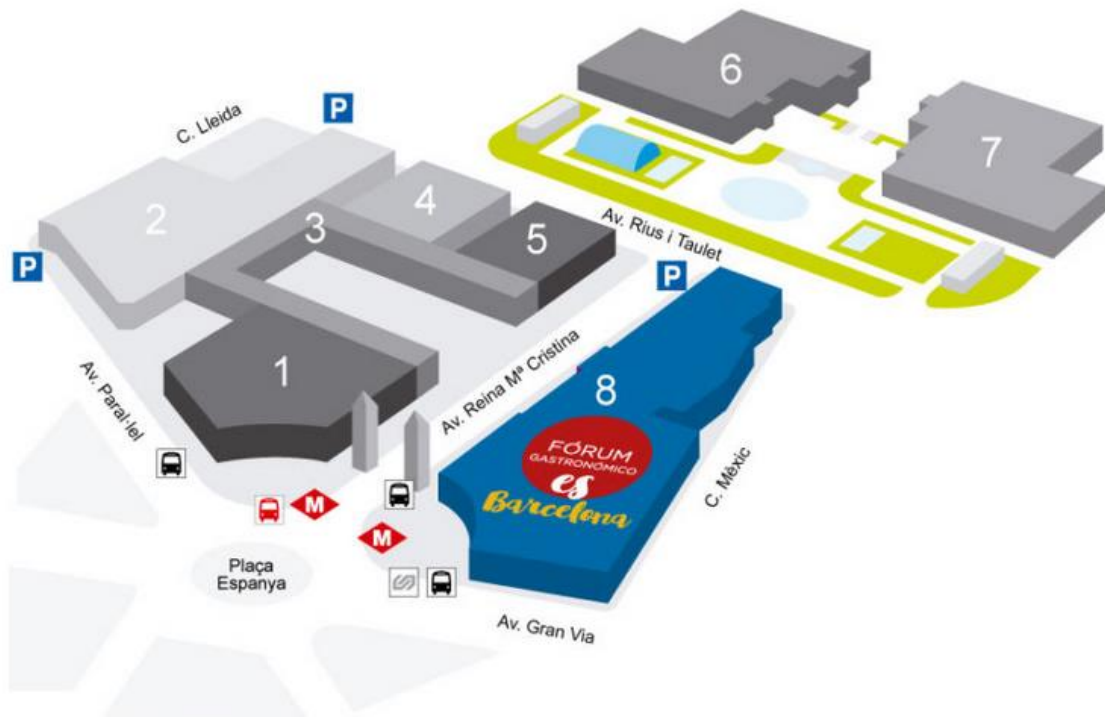 6
P
C. Lleida
7
2
4
3
5
Av. Rius i Taulet
P
P
1
Av. Paral·lel
Av. Reina Mª Cristina
8
FÓRUM
GASTRONÓMICO
es
Barcelona
C. Mèxic
M
M
Plaça
Espanya
Av. Gran Via